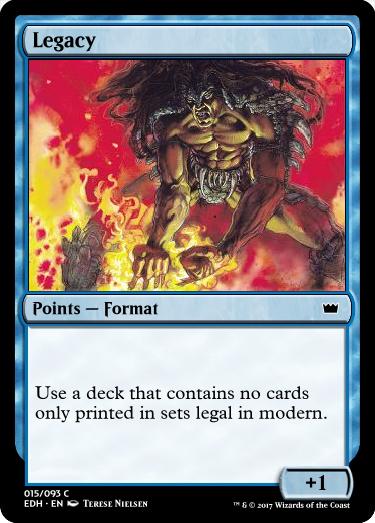 Legacy
Points — Format
Use a deck that contains no cards
only printed in sets legal in modern.
+1
015/093 C
EDH • EN Terese Nielsen
™ & © 2017 Wizards of the Coast